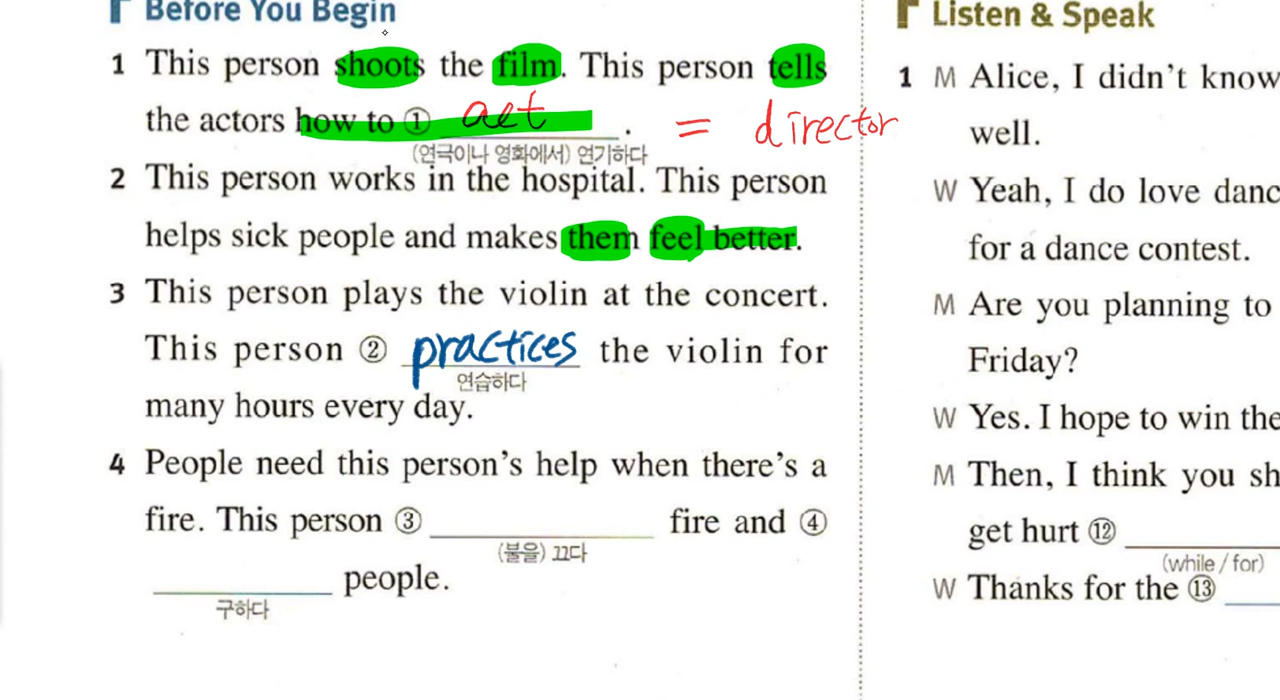 Before You Begin
1 This person shoots the film. This person tells
the actors how to ① act . = director
(연극이나 영화에서) 연기하다
2 This person works in the hospital. This person
helps sick people and makes them feel better.
3 This person plays the violin at the concert.
This person ② practices the violin for
연습하다
many hours every day.
4 People need this person's help when there's a
fire. This person ③ ____ fire and ④
(불을) 끄다
____ people.
구하다
Listen & Speak
1 M Alice, I didn't know
well.
W Yeah, I do love danc
for a dance contest.
M Are you planning to
Friday?
W Yes. I hope to win the
M Then, I think you sh
get hurt ⑫ ____
(while / for)
W Thanks for the ⑬ ____